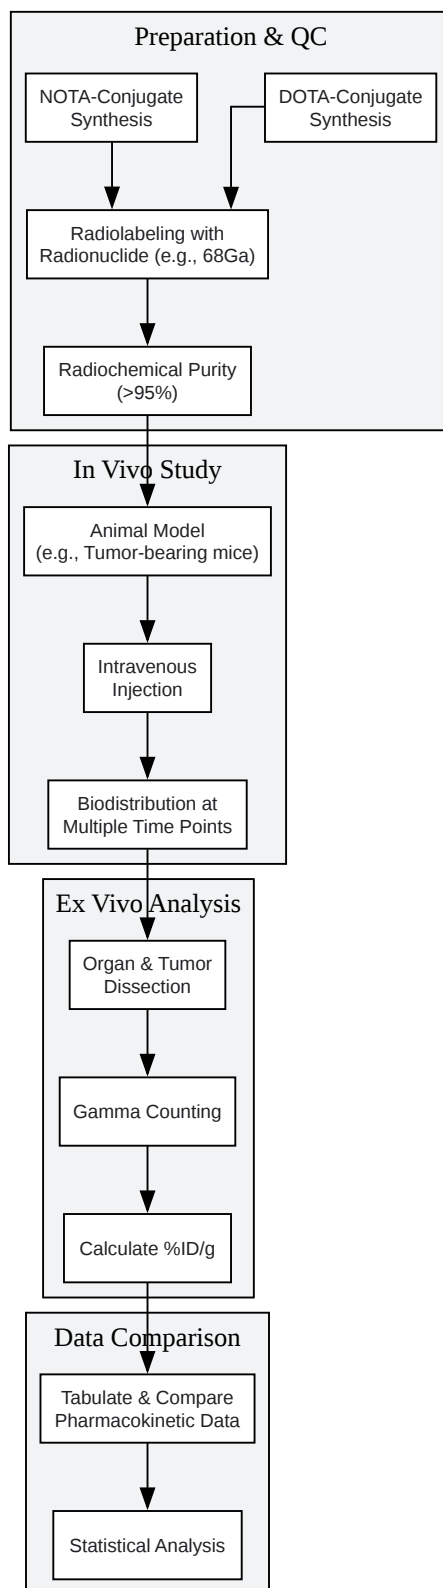 Preparation & QC
NOTA-Conjugate
Synthesis
DOTA-Conjugate
Synthesis
Radiolabeling with
Radionuclide (e.g., 68Ga)
Radiochemical Purity
(>95%)
In Vivo Study
Animal Model
(e.g., Tumor-bearing mice)
Intravenous
Injection
Biodistribution at
Multiple Time Points
Ex Vivo Analysis
Organ & Tumor
Dissection
Gamma Counting
Calculate %ID/g
Data Comparison
Tabulate & Compare
Pharmacokinetic Data
Statistical Analysis